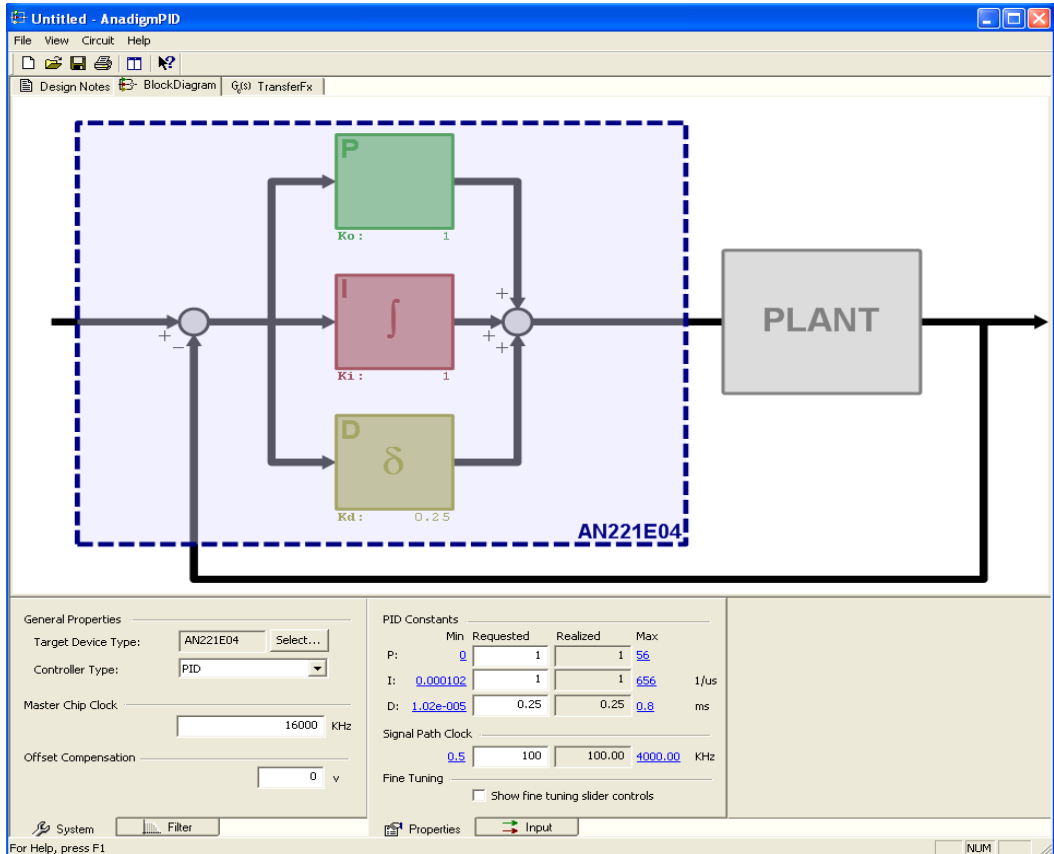 Untitled - AnadigmPID
File View Circuit Help
Design Notes BlockDiagram Gc(s) TransferFx
P
Ko: 1
I
∫
Ki: 1
D
δ
Kd: 0.25
+
−
+
+
+
PLANT
AN221E04
General Properties
Target Device Type: AN221E04 Select...
Controller Type: PID
Master Chip Clock
16000 KHz
Offset Compensation
0 v
System Filter
PID Constants
Min Requested Realized Max
P: 0 1 1 56
I: 0.000102 1 1 656 1/us
D: 1.02e-005 0.25 0.25 0.8 ms
Signal Path Clock
0.5 100 100.00 4000.00 KHz
Fine Tuning
Show fine tuning slider controls
Properties Input
For Help, press F1 NUM